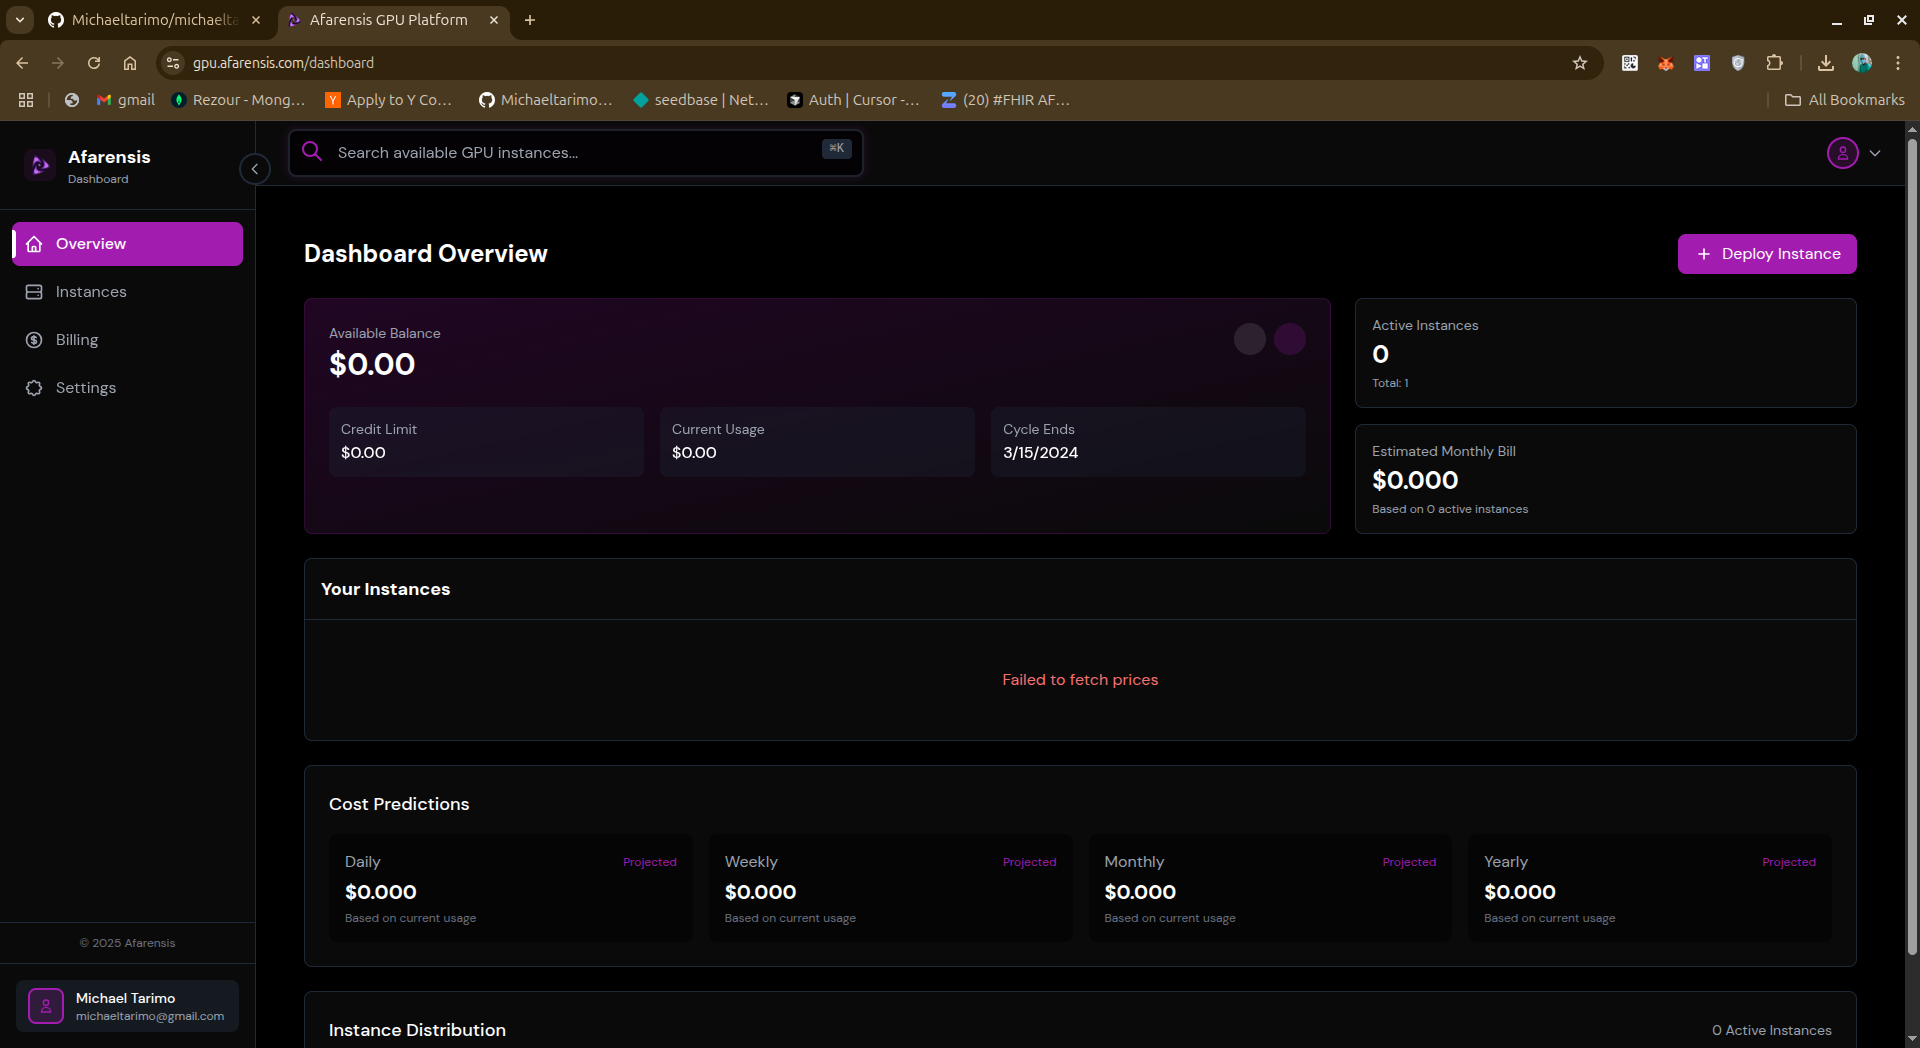 Michaeltarimo/michaelta
Afarensis GPU Platform
gpu.afarensis.com/dashboard
gmail
Rezour - Mong...
Apply to Y Co...
Michaeltarimo...
seedbase | Net...
Auth | Cursor -...
(20) #FHIR AF...
All Bookmarks
Afarensis
Dashboard
Search available GPU instances...
⌘K
Overview
Instances
Billing
Settings
Dashboard Overview
Deploy Instance
Available Balance
$0.00
Credit Limit
$0.00
Current Usage
$0.00
Cycle Ends
3/15/2024
Active Instances
0
Total: 1
Estimated Monthly Bill
$0.000
Based on 0 active instances
Your Instances
Failed to fetch prices
Cost Predictions
Daily
Projected
$0.000
Based on current usage
Weekly
Projected
$0.000
Based on current usage
Monthly
Projected
$0.000
Based on current usage
Yearly
Projected
$0.000
Based on current usage
Instance Distribution
0 Active Instances
© 2025 Afarensis
Michael Tarimo
michaeltarimo@gmail.com